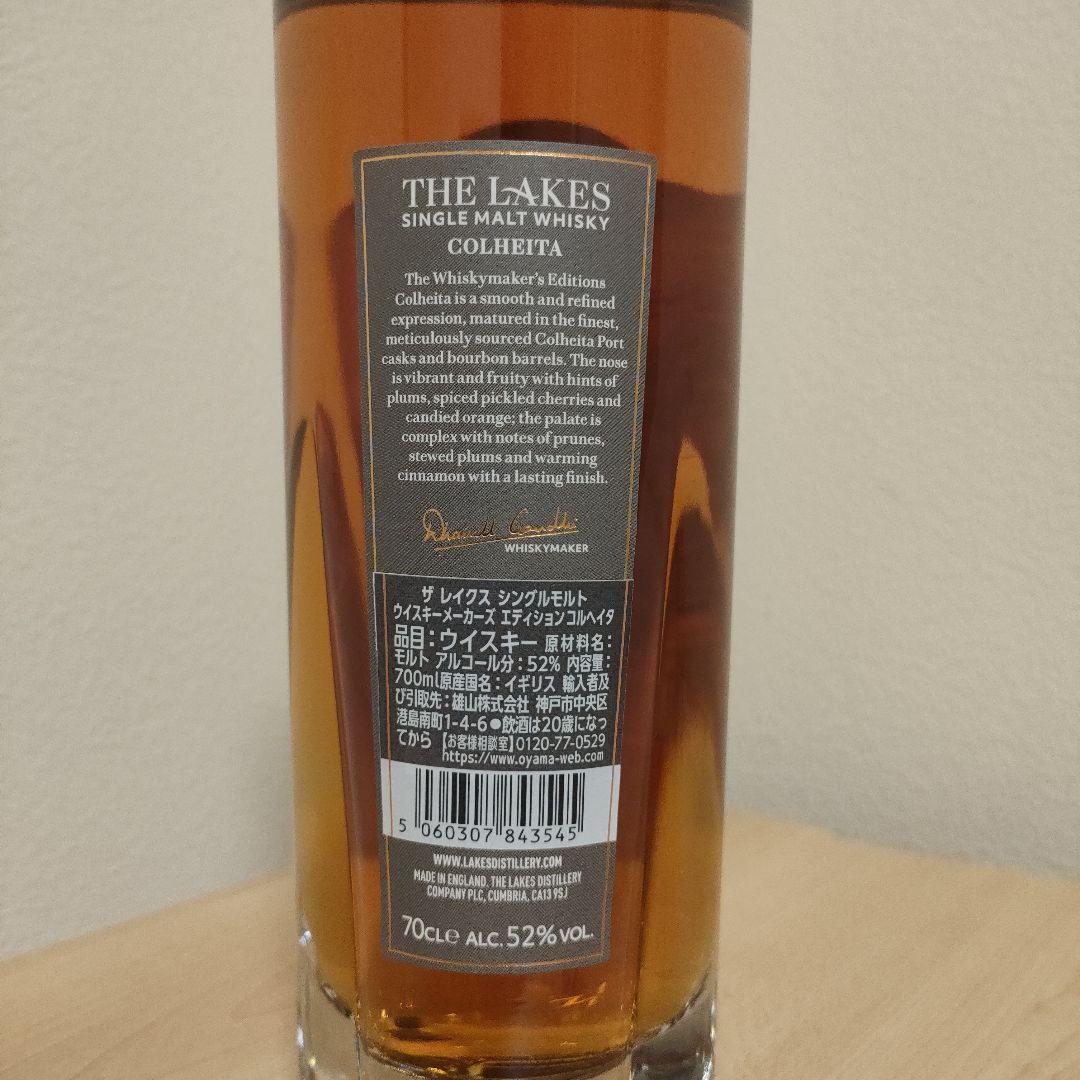 THE LAKES
SINGLE MALT WHISKY
COLHEITA
The Whiskymaker's Editions
Colheita is a smooth and refined
expression, matured in the finest,
meticulously sourced Colheita Port
casks and bourbon barrels. The nose
is vibrant and fruity with hints of
plums, spiced pickled cherries and
candied orange; the palate is
complex with notes of prunes,
stewed plums and warming
cinnamon with a lasting finish.
Dhavall Gandhi
WHISKYMAKER
ザ レイクス シングルモルト
ウイスキーメーカーズ エディションコルヘイタ
品目：ウイスキー 原材料名：
モルト アルコール分：52% 内容量：
700ml原産国名：イギリス 輸入者及
び引取先：雄山株式会社 神戸市中央区
港島南町1-4-6●飲酒は20歳になっ
てから【お客様相談室】0120-77-0529
https://www.oyama-web.com
5 060307 843545
WWW.LAKESDISTILLERY.COM
MADE IN ENGLAND. THE LAKES DISTILLERY
COMPANY PLC, CUMBRIA, CA13 9SJ
70CLe ALC. 52% VOL.